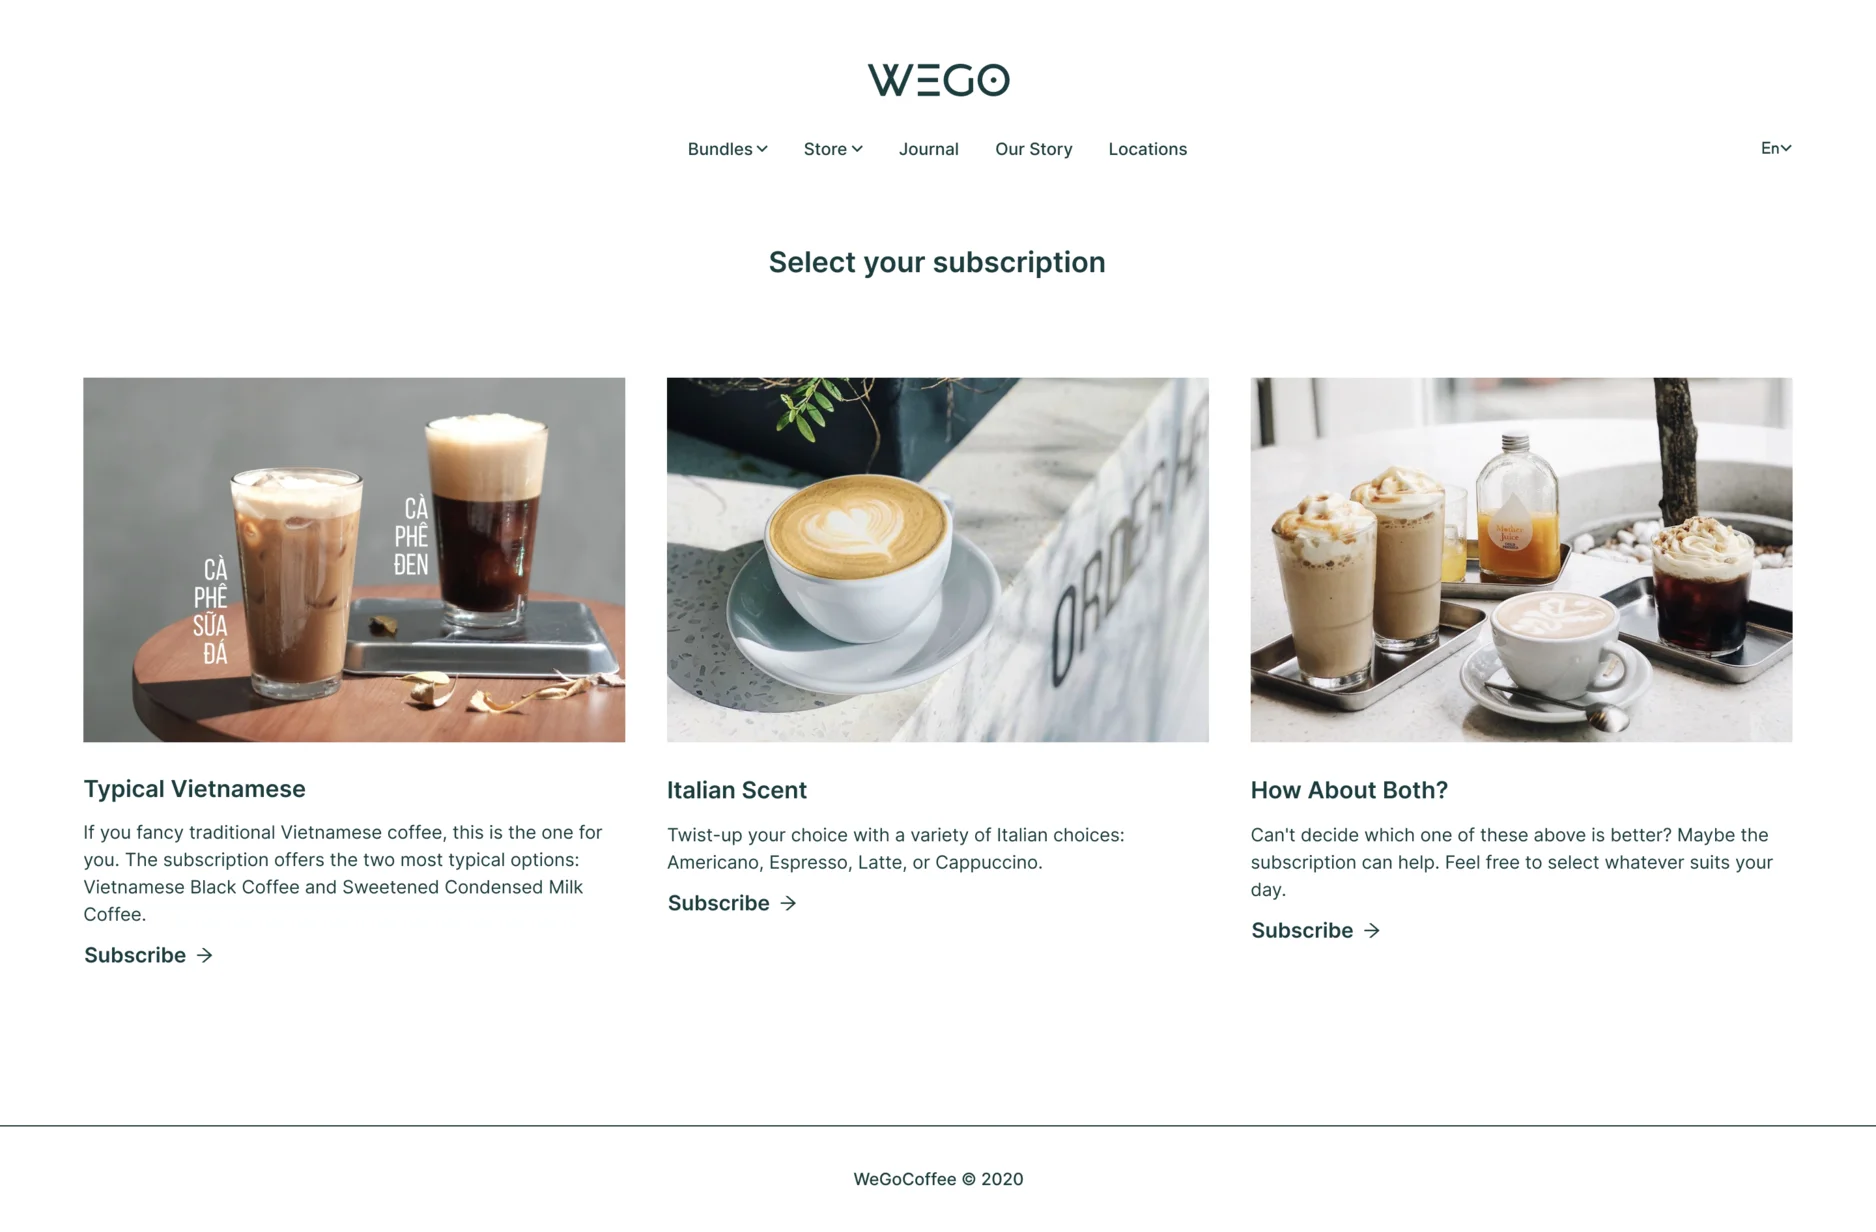 WEGO
Bundles
Store
Journal
Our Story
Locations
En
Select your subscription
CÀ
PHÊ
SỮA
ĐÁ
CÀ
PHÊ
ĐEN
Typical Vietnamese
If you fancy traditional Vietnamese coffee, this is the one for
you. The subscription offers the two most typical options:
Vietnamese Black Coffee and Sweetened Condensed Milk
Coffee.
Subscribe →
Italian Scent
Twist-up your choice with a variety of Italian choices:
Americano, Espresso, Latte, or Cappuccino.
Subscribe →
Juice
How About Both?
Can't decide which one of these above is better? Maybe the
subscription can help. Feel free to select whatever suits your
day.
Subscribe →
WeGoCoffee © 2020